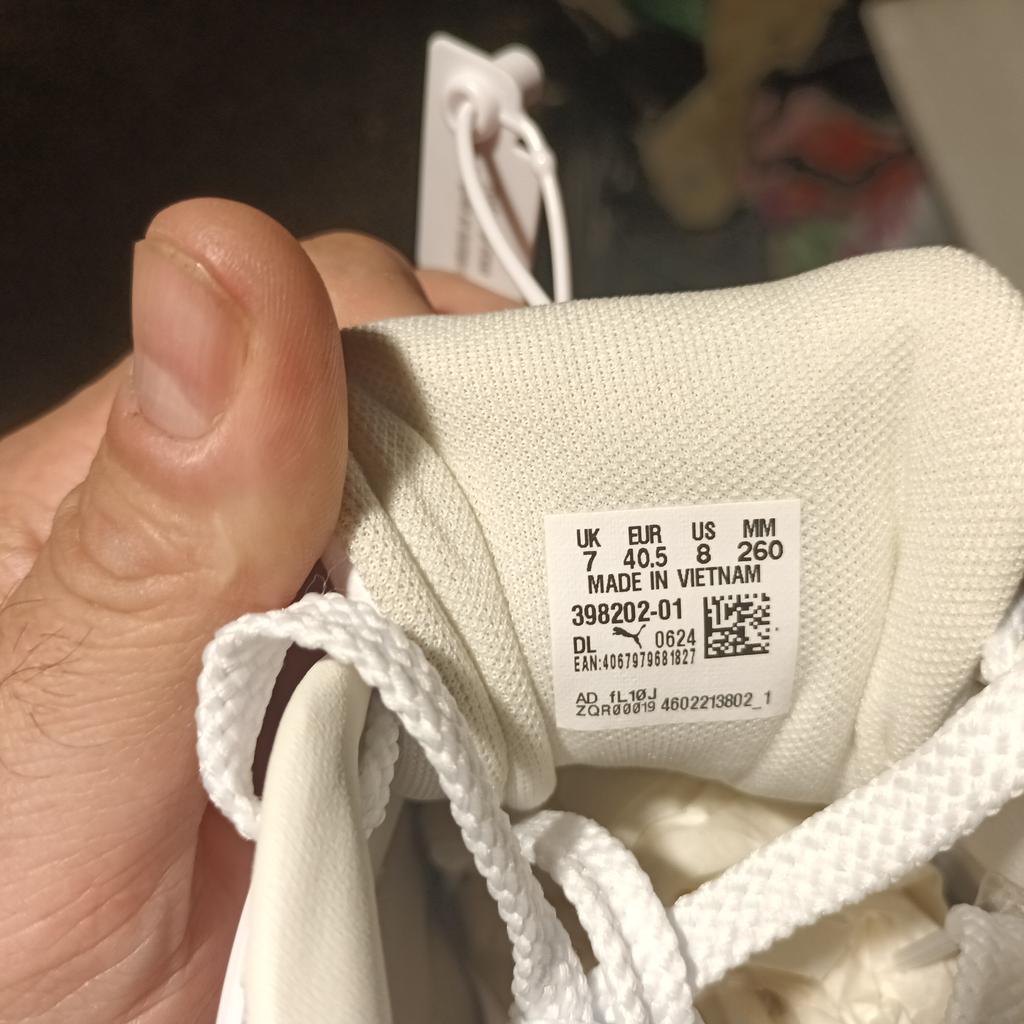 UK EUR US MM
7 40.5 8 260
MADE IN VIETNAM
398202-01
DL 0624
EAN:4067979681827
AD fL10J
ZQR00019 4602213802_1